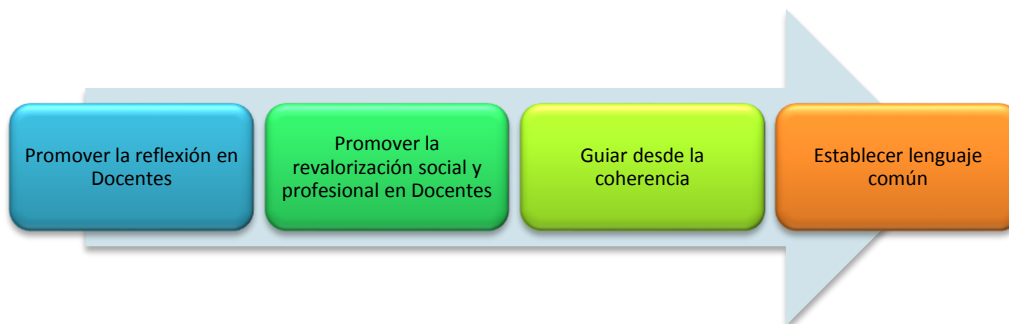 Promover la reflexión en
Docentes
Promover la
revalorización social y
profesional en Docentes
Guiar desde la
coherencia
Establecer lenguaje
común